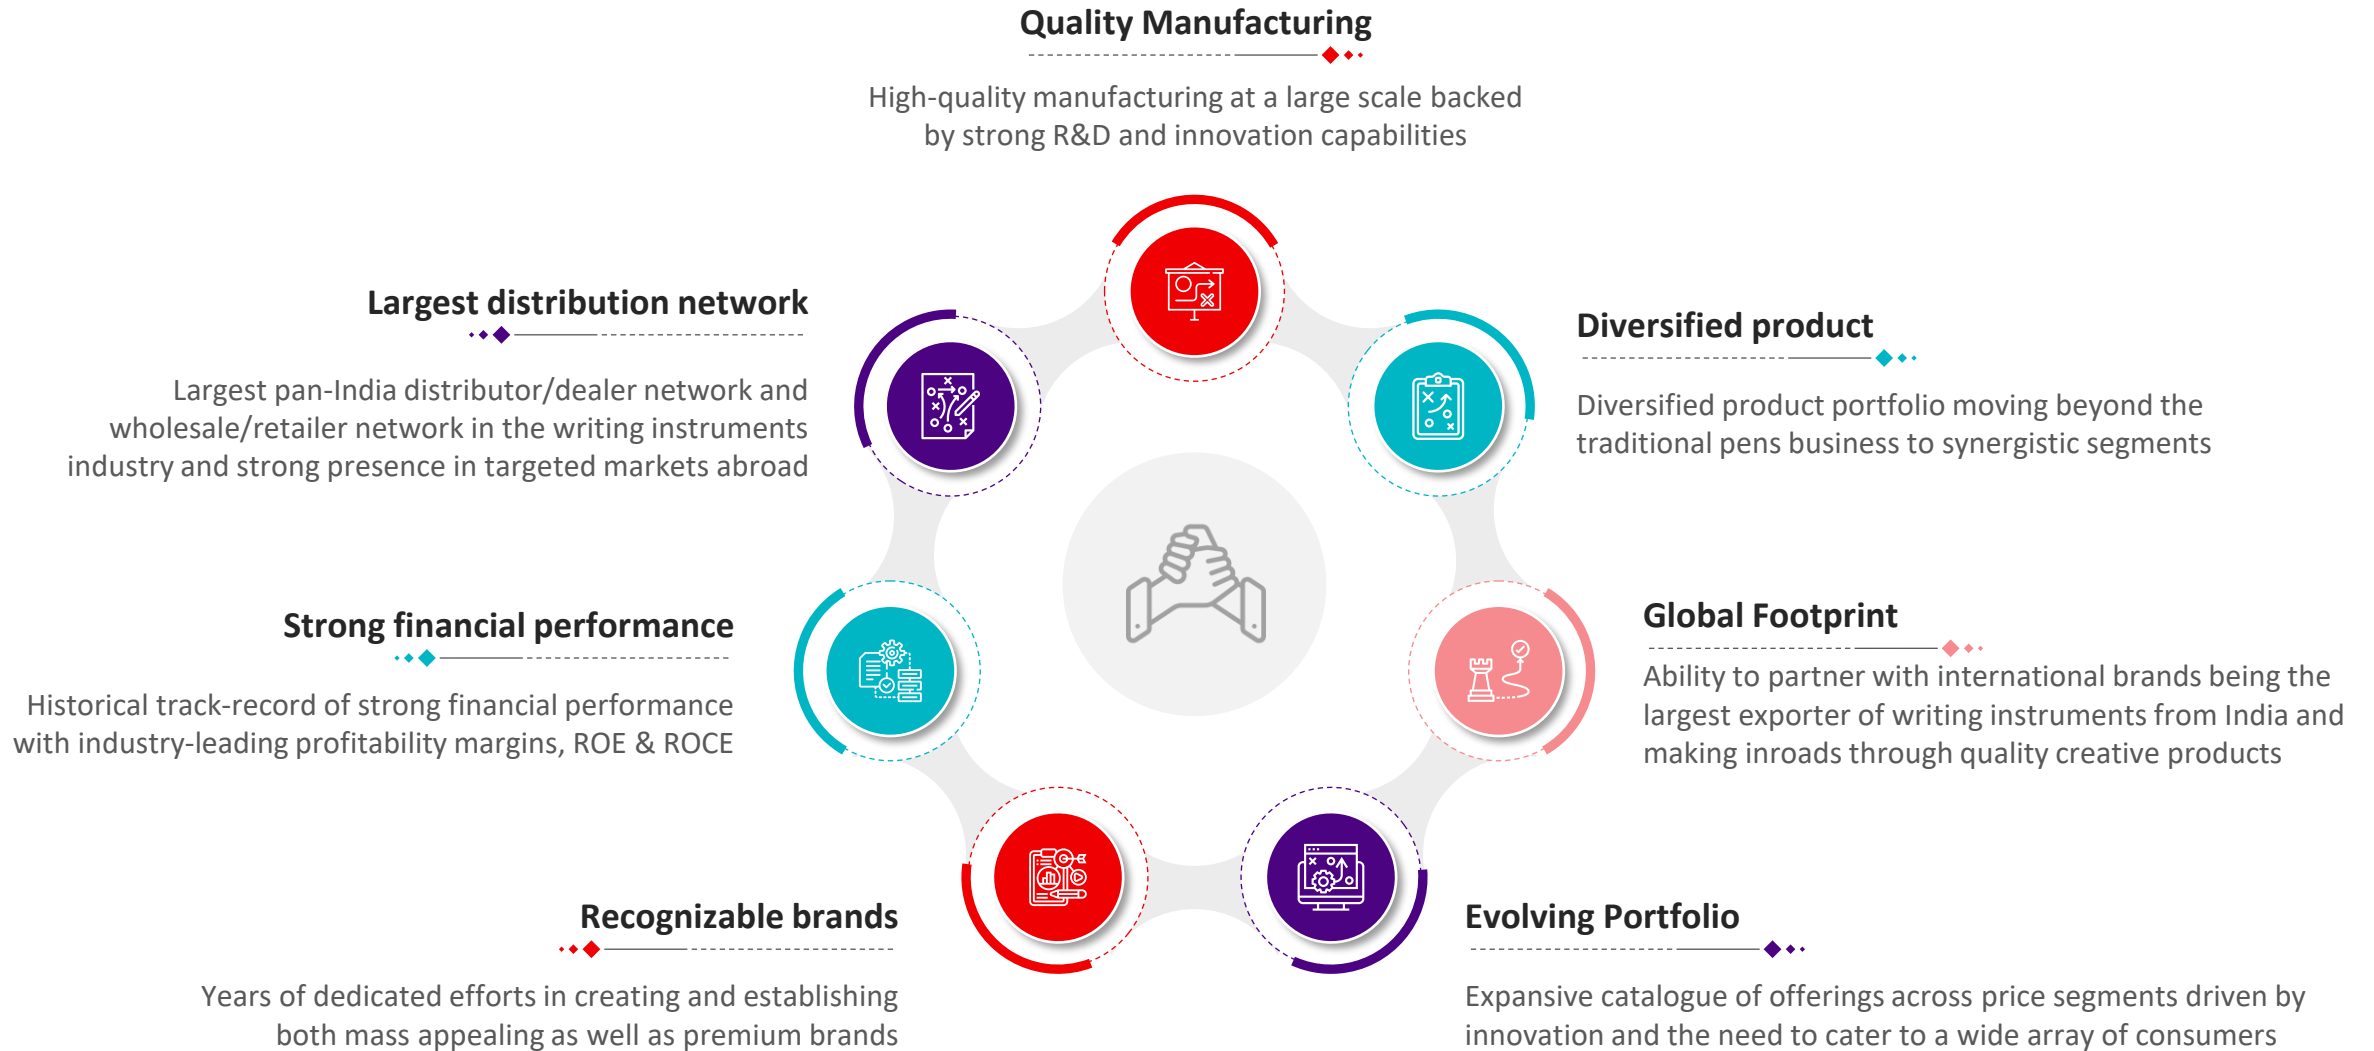 Quality Manufacturing
High-quality manufacturing at a large scale backed
by strong R&D and innovation capabilities
Largest distribution network
Largest pan-India distributor/dealer network and
wholesale/retailer network in the writing instruments
industry and strong presence in targeted markets abroad
Diversified product
Diversified product portfolio moving beyond the
traditional pens business to synergistic segments
Strong financial performance
Historical track-record of strong financial performance
with industry-leading profitability margins, ROE & ROCE
Global Footprint
Ability to partner with international brands being the
largest exporter of writing instruments from India and
making inroads through quality creative products
Recognizable brands
Years of dedicated efforts in creating and establishing
both mass appealing as well as premium brands
Evolving Portfolio
Expansive catalogue of offerings across price segments driven by
innovation and the need to cater to a wide array of consumers